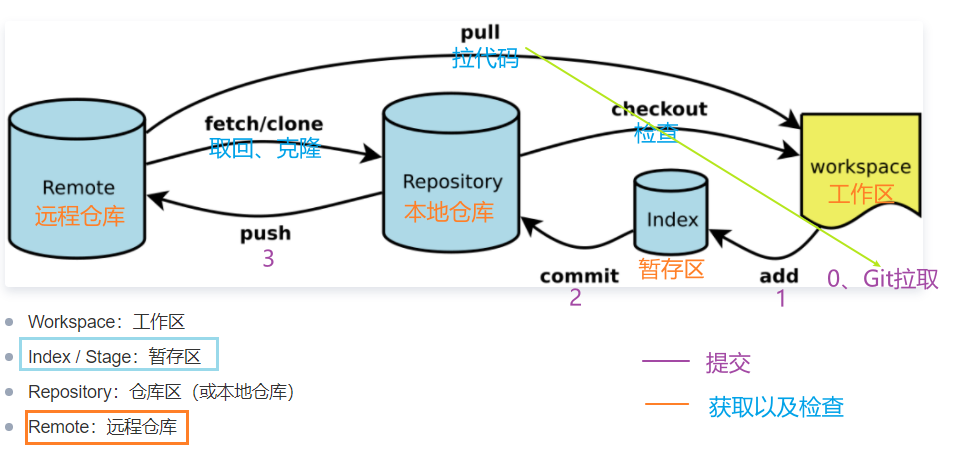 pull
拉代码
fetch/clone
取回、克隆
checkout
检查
Remote
远程仓库
Repository
本地仓库
Index
暂存区
workspace
工作区
push
3
commit
2
add
1
0、Git拉取
Workspace：工作区
Index / Stage：暂存区
Repository：仓库区（或本地仓库）
Remote：远程仓库
提交
获取以及检查